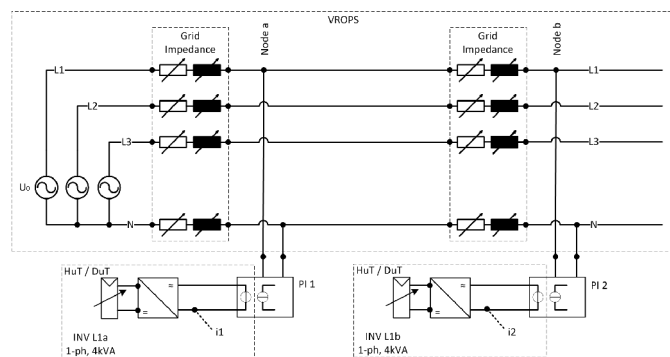 VROPS
Grid
Impedance
Node a
Grid
Impedance
Node b
L1
L1
L2
L2
L3
L3
U₀
N
N
HuT / DuT
≈
=
PI 1
i1
INV L1a
1-ph, 4kVA
HuT / DuT
≈
=
PI 2
i2
INV L1b
1-ph, 4kVA